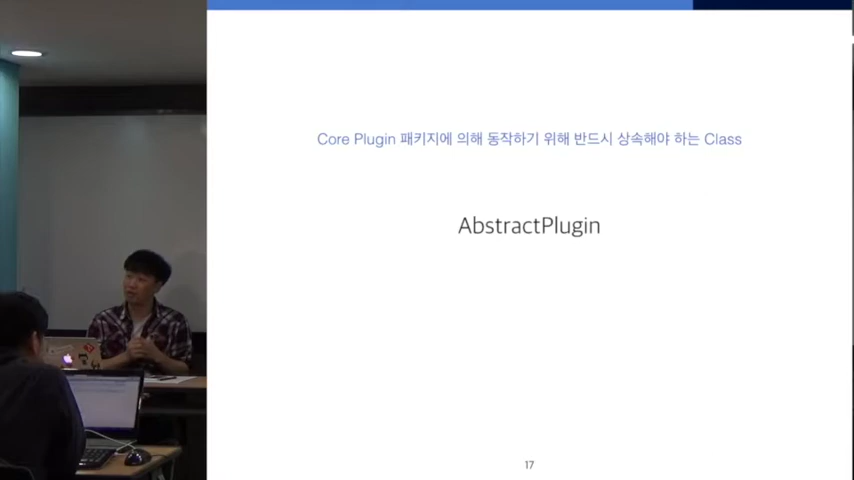 Core Plugin 패키지에 의해 동작하기 위해 반드시 상속해야 하는 Class
AbstractPlugin
17